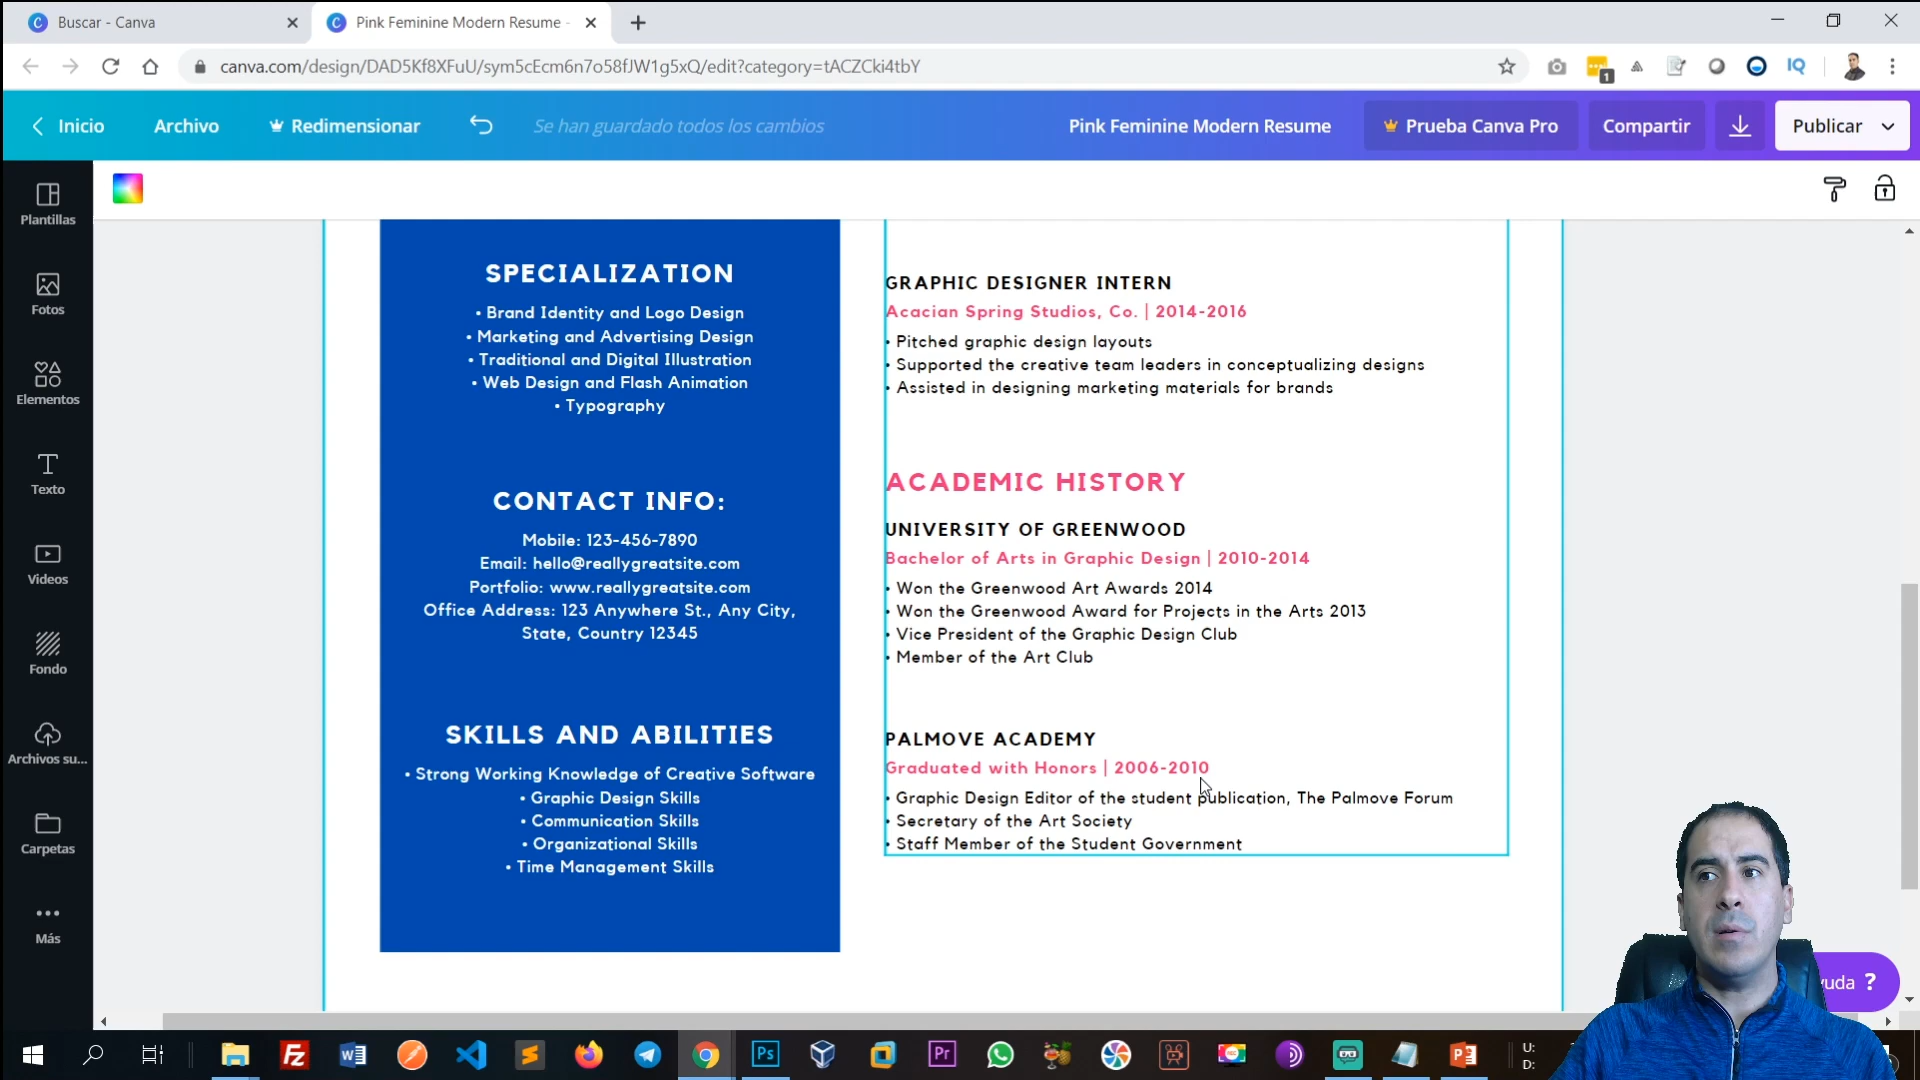 Buscar - Canva
Pink Feminine Modern Resume -
canva.com/design/DAD5Kf8XFuU/sym5cEcm6n7o58fJW1g5xQ/edit?category=tACZCki4tbY
1
IQ
Inicio
Archivo
Redimensionar
Se han guardado todos los cambios
Pink Feminine Modern Resume
Prueba Canva Pro
Compartir
Publicar
Plantillas
Fotos
Elementos
Texto
Videos
Fondo
Archivos su...
Carpetas
Más
SPECIALIZATION
• Brand Identity and Logo Design
• Marketing and Advertising Design
• Traditional and Digital Illustration
• Web Design and Flash Animation
• Typography
CONTACT INFO:
Mobile: 123-456-7890
Email: hello@reallygreatsite.com
Portfolio: www.reallygreatsite.com
Office Address: 123 Anywhere St., Any City,
State, Country 12345
SKILLS AND ABILITIES
• Strong Working Knowledge of Creative Software
• Graphic Design Skills
• Communication Skills
• Organizational Skills
• Time Management Skills
GRAPHIC DESIGNER INTERN
Acacian Spring Studios, Co. | 2014-2016
• Pitched graphic design layouts
• Supported the creative team leaders in conceptualizing designs
• Assisted in designing marketing materials for brands
ACADEMIC HISTORY
UNIVERSITY OF GREENWOOD
Bachelor of Arts in Graphic Design | 2010-2014
• Won the Greenwood Art Awards 2014
• Won the Greenwood Award for Projects in the Arts 2013
• Vice President of the Graphic Design Club
• Member of the Art Club
PALMOVE ACADEMY
Graduated with Honors | 2006-2010
• Graphic Design Editor of the student publication, The Palmove Forum
• Secretary of the Art Society
• Staff Member of the Student Government
yuda ?
Fz
W
Ps
Pr
P
U:
D: